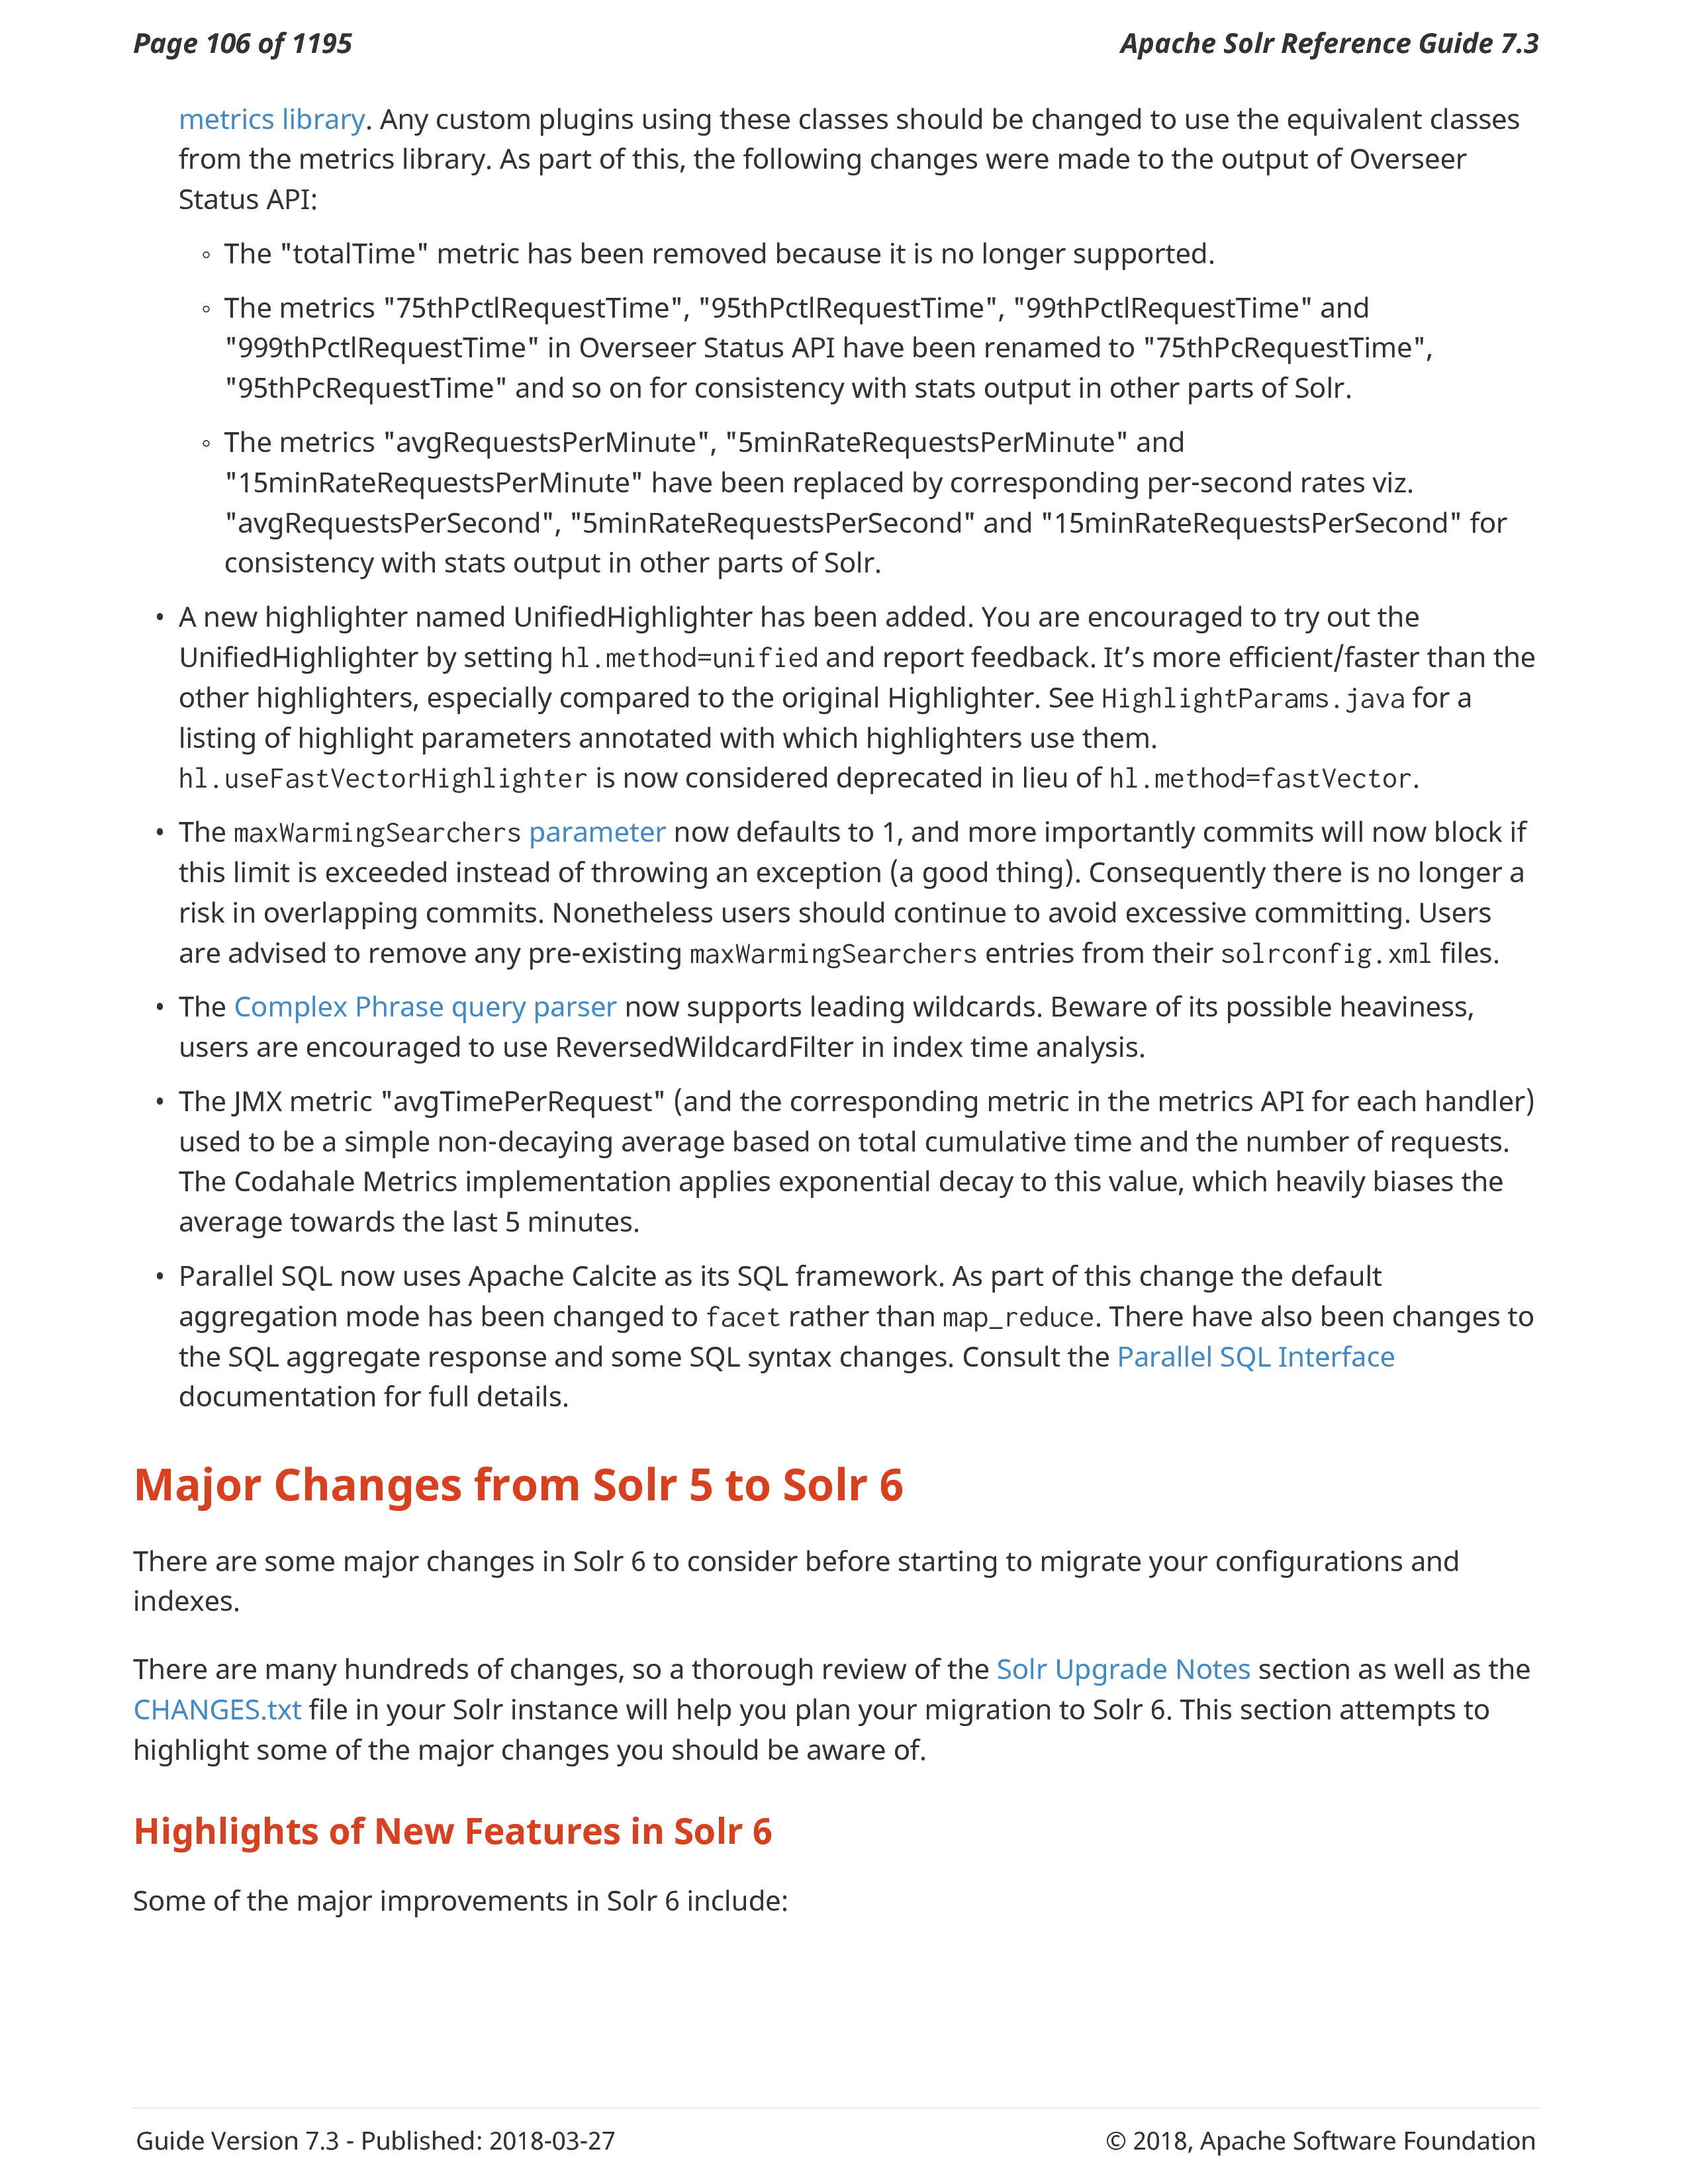 Page 106 of 1195
Apache Solr Reference Guide 7.3
metrics library. Any custom plugins using these classes should be changed to use the equivalent classes
from the metrics library. As part of this, the following changes were made to the output of Overseer
Status API:
◦ The "totalTime" metric has been removed because it is no longer supported.
◦ The metrics "75thPctlRequestTime", "95thPctlRequestTime", "99thPctlRequestTime" and
"999thPctlRequestTime" in Overseer Status API have been renamed to "75thPcRequestTime",
"95thPcRequestTime" and so on for consistency with stats output in other parts of Solr.
◦ The metrics "avgRequestsPerMinute", "5minRateRequestsPerMinute" and
"15minRateRequestsPerMinute" have been replaced by corresponding per-second rates viz.
"avgRequestsPerSecond", "5minRateRequestsPerSecond" and "15minRateRequestsPerSecond" for
consistency with stats output in other parts of Solr.
• A new highlighter named UnifiedHighlighter has been added. You are encouraged to try out the
UnifiedHighlighter by setting hl.method=unified and report feedback. It’s more efficient/faster than the
other highlighters, especially compared to the original Highlighter. See HighlightParams.java for a
listing of highlight parameters annotated with which highlighters use them.
hl.useFastVectorHighlighter is now considered deprecated in lieu of hl.method=fastVector.
• The maxWarmingSearchers parameter now defaults to 1, and more importantly commits will now block if
this limit is exceeded instead of throwing an exception (a good thing). Consequently there is no longer a
risk in overlapping commits. Nonetheless users should continue to avoid excessive committing. Users
are advised to remove any pre-existing maxWarmingSearchers entries from their solrconfig.xml files.
• The Complex Phrase query parser now supports leading wildcards. Beware of its possible heaviness,
users are encouraged to use ReversedWildcardFilter in index time analysis.
• The JMX metric "avgTimePerRequest" (and the corresponding metric in the metrics API for each handler)
used to be a simple non-decaying average based on total cumulative time and the number of requests.
The Codahale Metrics implementation applies exponential decay to this value, which heavily biases the
average towards the last 5 minutes.
• Parallel SQL now uses Apache Calcite as its SQL framework. As part of this change the default
aggregation mode has been changed to facet rather than map_reduce. There have also been changes to
the SQL aggregate response and some SQL syntax changes. Consult the Parallel SQL Interface
documentation for full details.
Major Changes from Solr 5 to Solr 6
There are some major changes in Solr 6 to consider before starting to migrate your configurations and
indexes.
There are many hundreds of changes, so a thorough review of the Solr Upgrade Notes section as well as the
CHANGES.txt file in your Solr instance will help you plan your migration to Solr 6. This section attempts to
highlight some of the major changes you should be aware of.
Highlights of New Features in Solr 6
Some of the major improvements in Solr 6 include:
Guide Version 7.3 - Published: 2018-03-27
© 2018, Apache Software Foundation